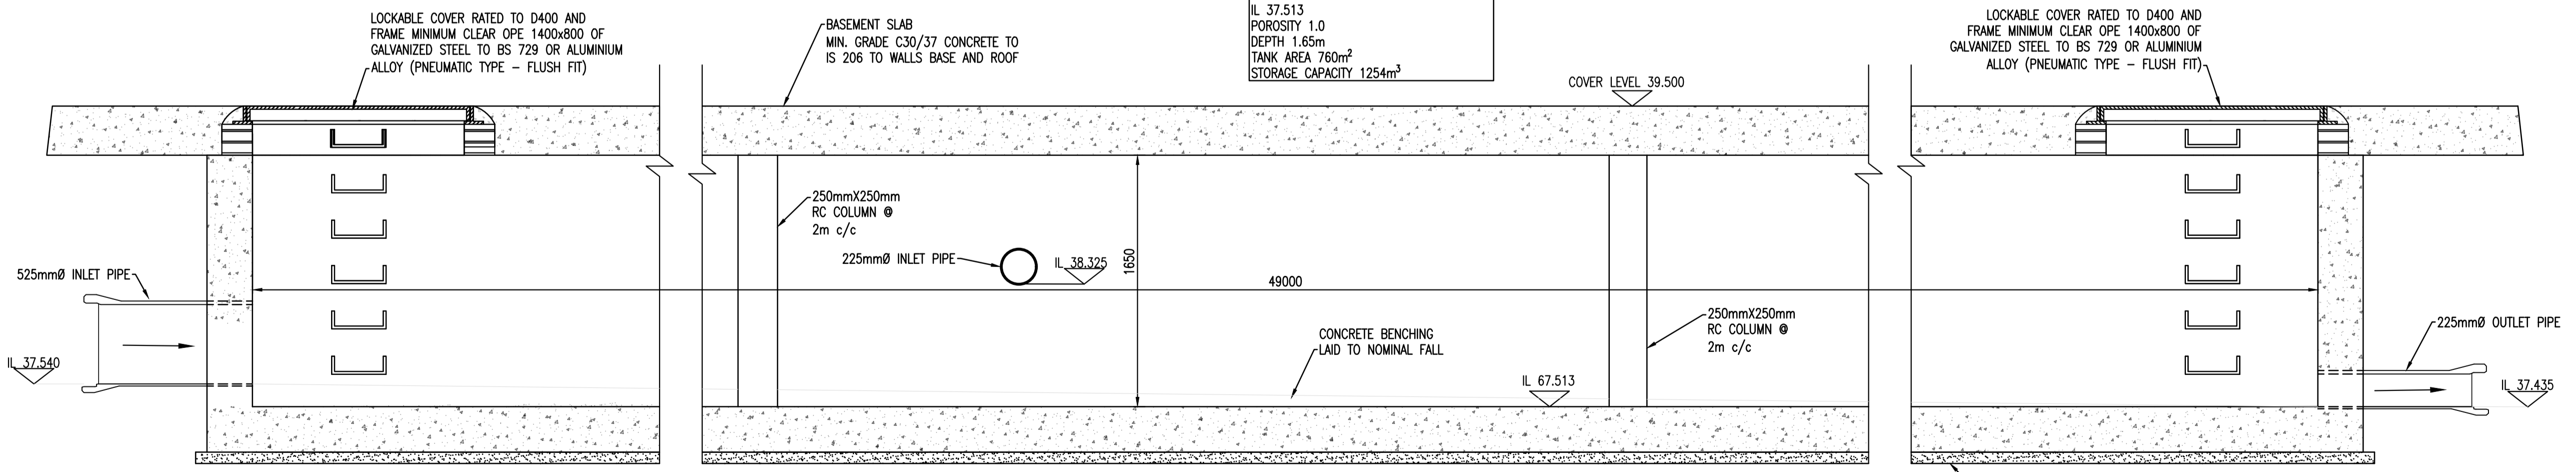 LOCKABLE COVER RATED TO D400 AND
FRAME MINIMUM CLEAR OPE 1400x800 OF
GALVANIZED STEEL TO BS 729 OR ALUMINIUM
ALLOY (PNEUMATIC TYPE – FLUSH FIT)
BASEMENT SLAB
MIN. GRADE C30/37 CONCRETE TO
IS 206 TO WALLS BASE AND ROOF
IL 37.513
POROSITY 1.0
DEPTH 1.65m
TANK AREA 760m²
STORAGE CAPACITY 1254m³
COVER LEVEL 39.500
LOCKABLE COVER RATED TO D400 AND
FRAME MINIMUM CLEAR OPE 1400x800 OF
GALVANIZED STEEL TO BS 729 OR ALUMINIUM
ALLOY (PNEUMATIC TYPE – FLUSH FIT)
250mmX250mm
RC COLUMN @
2m c/c
225mmØ INLET PIPE
IL 38.325
1650
525mmØ INLET PIPE
49000
250mmX250mm
RC COLUMN @
2m c/c
CONCRETE BENCHING
LAID TO NOMINAL FALL
225mmØ OUTLET PIPE
IL 37.540
IL 67.513
IL 37.435